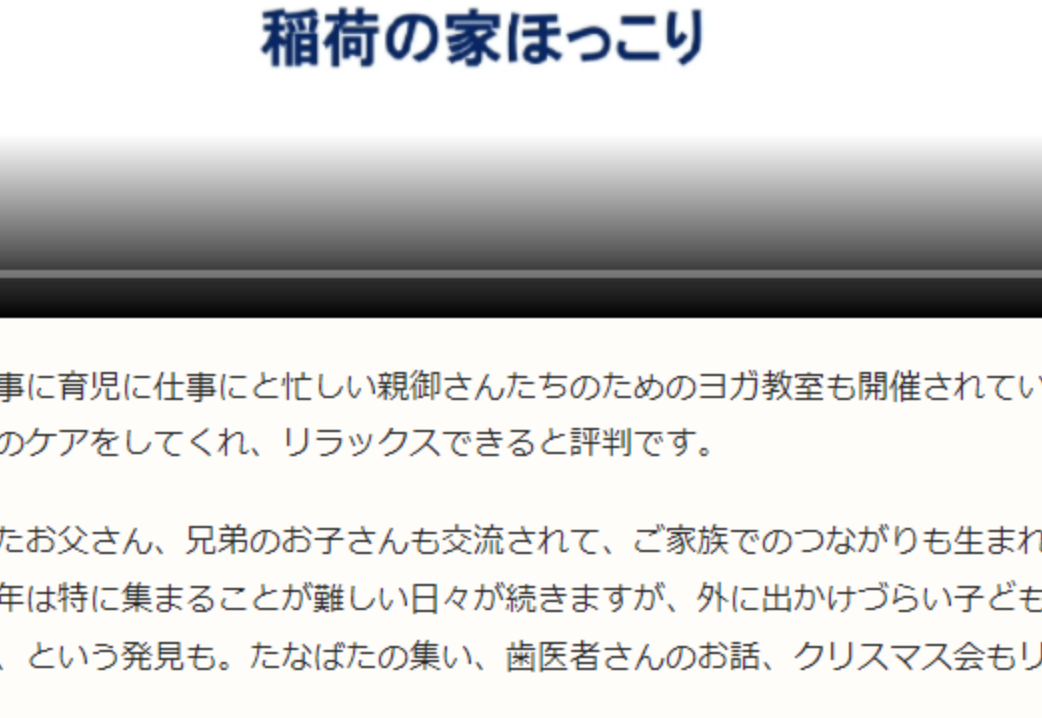 稲荷の家ほっこり
事に育児に仕事にと忙しい親御さんたちのためのヨガ教室も開催されてい
のケアをしてくれ、リラックスできると評判です。
たお父さん、兄弟のお子さんも交流されて、ご家族でのつながりも生まれ
年は特に集まることが難しい日々が続きますが、外に出かけづらい子ども
、という発見も。たなばたの集い、歯医者さんのお話、クリスマス会もリ